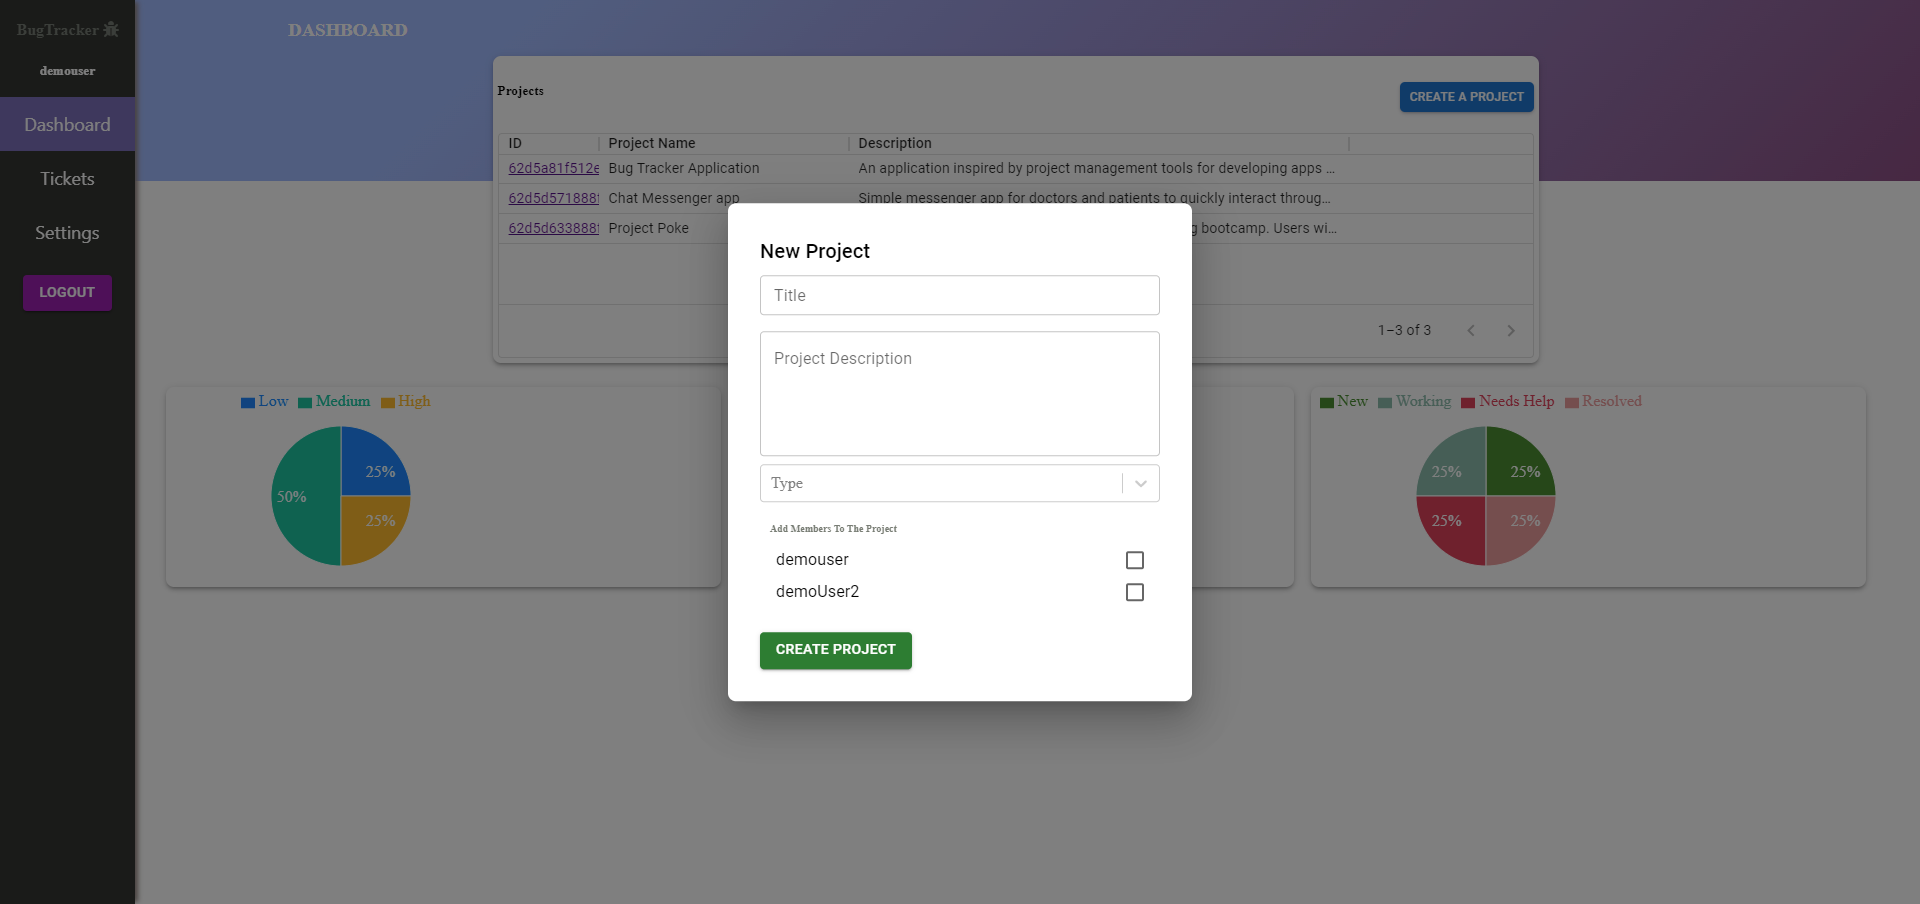 BugTracker
demouser
Dashboard
Tickets
Settings
LOGOUT
DASHBOARD
Projects
CREATE A PROJECT
ID Project Name Description
62d5a81f512e Bug Tracker Application An application inspired by project management tools for developing apps ...
62d5d571888 Chat Messenger app Simple messenger app for doctors and patients to quickly interact throug...
62d5d633888 Project Poke bootcamp. Users wi...
1–3 of 3
New Project
Title
Project Description
Type
Add Members To The Project
demouser
demoUser2
CREATE PROJECT
Low Medium High
25%
50%
25%
New Working Needs Help Resolved
25% 25%
25% 25%